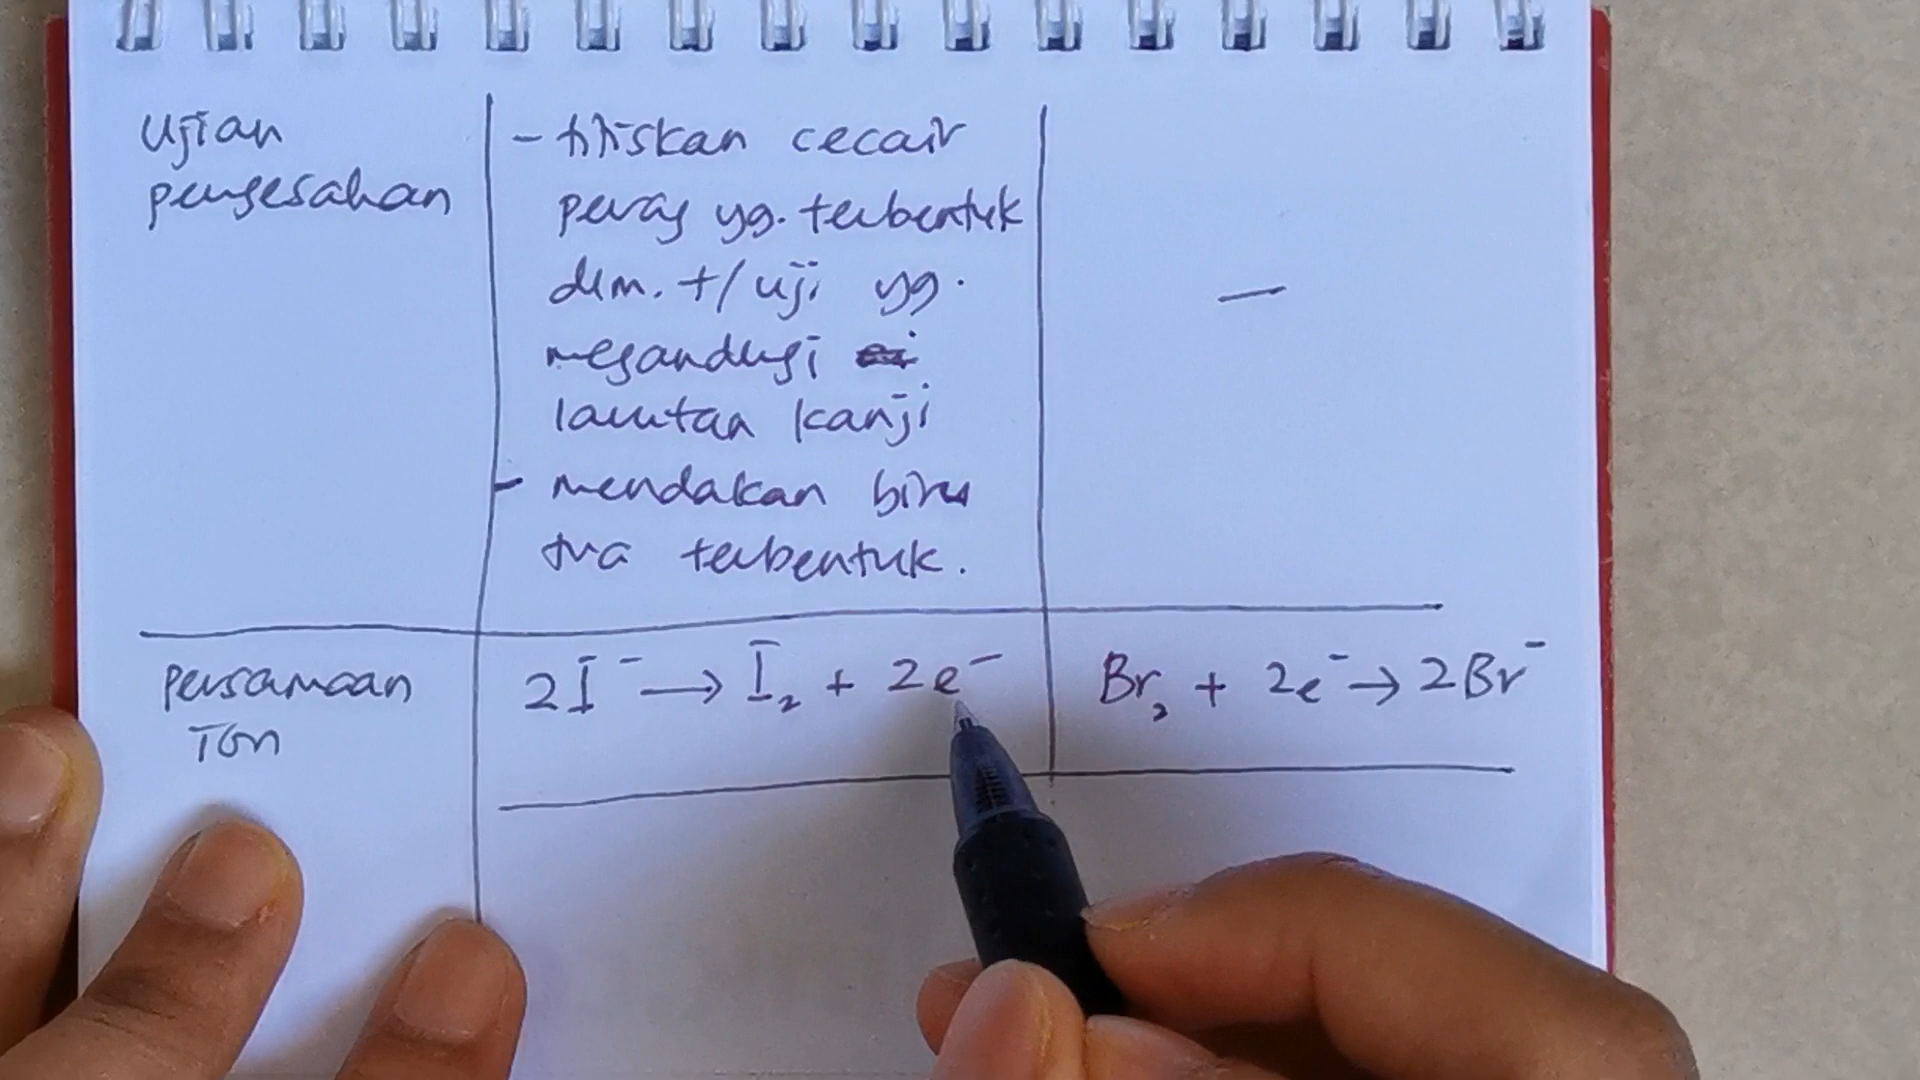 Ujian
pengesahan
- titiskan cecair
perang yg. terbentuk
dlm. t/uji yg.
megandugi
larutan kanji
- mendakan biru
tua terbentuk.
—
persamaan
Ion
2I⁻ → I₂ + 2e⁻
Br₂ + 2e⁻ → 2Br⁻